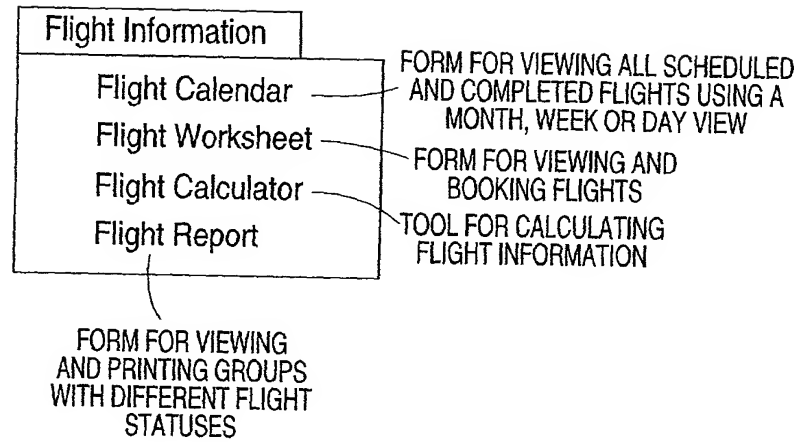 Flight Information
Flight Calendar
FORM FOR VIEWING ALL SCHEDULED
AND COMPLETED FLIGHTS USING A
MONTH, WEEK OR DAY VIEW
Flight Worksheet
FORM FOR VIEWING AND
BOOKING FLIGHTS
Flight Calculator
TOOL FOR CALCULATING
FLIGHT INFORMATION
Flight Report
FORM FOR VIEWING
AND PRINTING GROUPS
WITH DIFFERENT FLIGHT
STATUSES